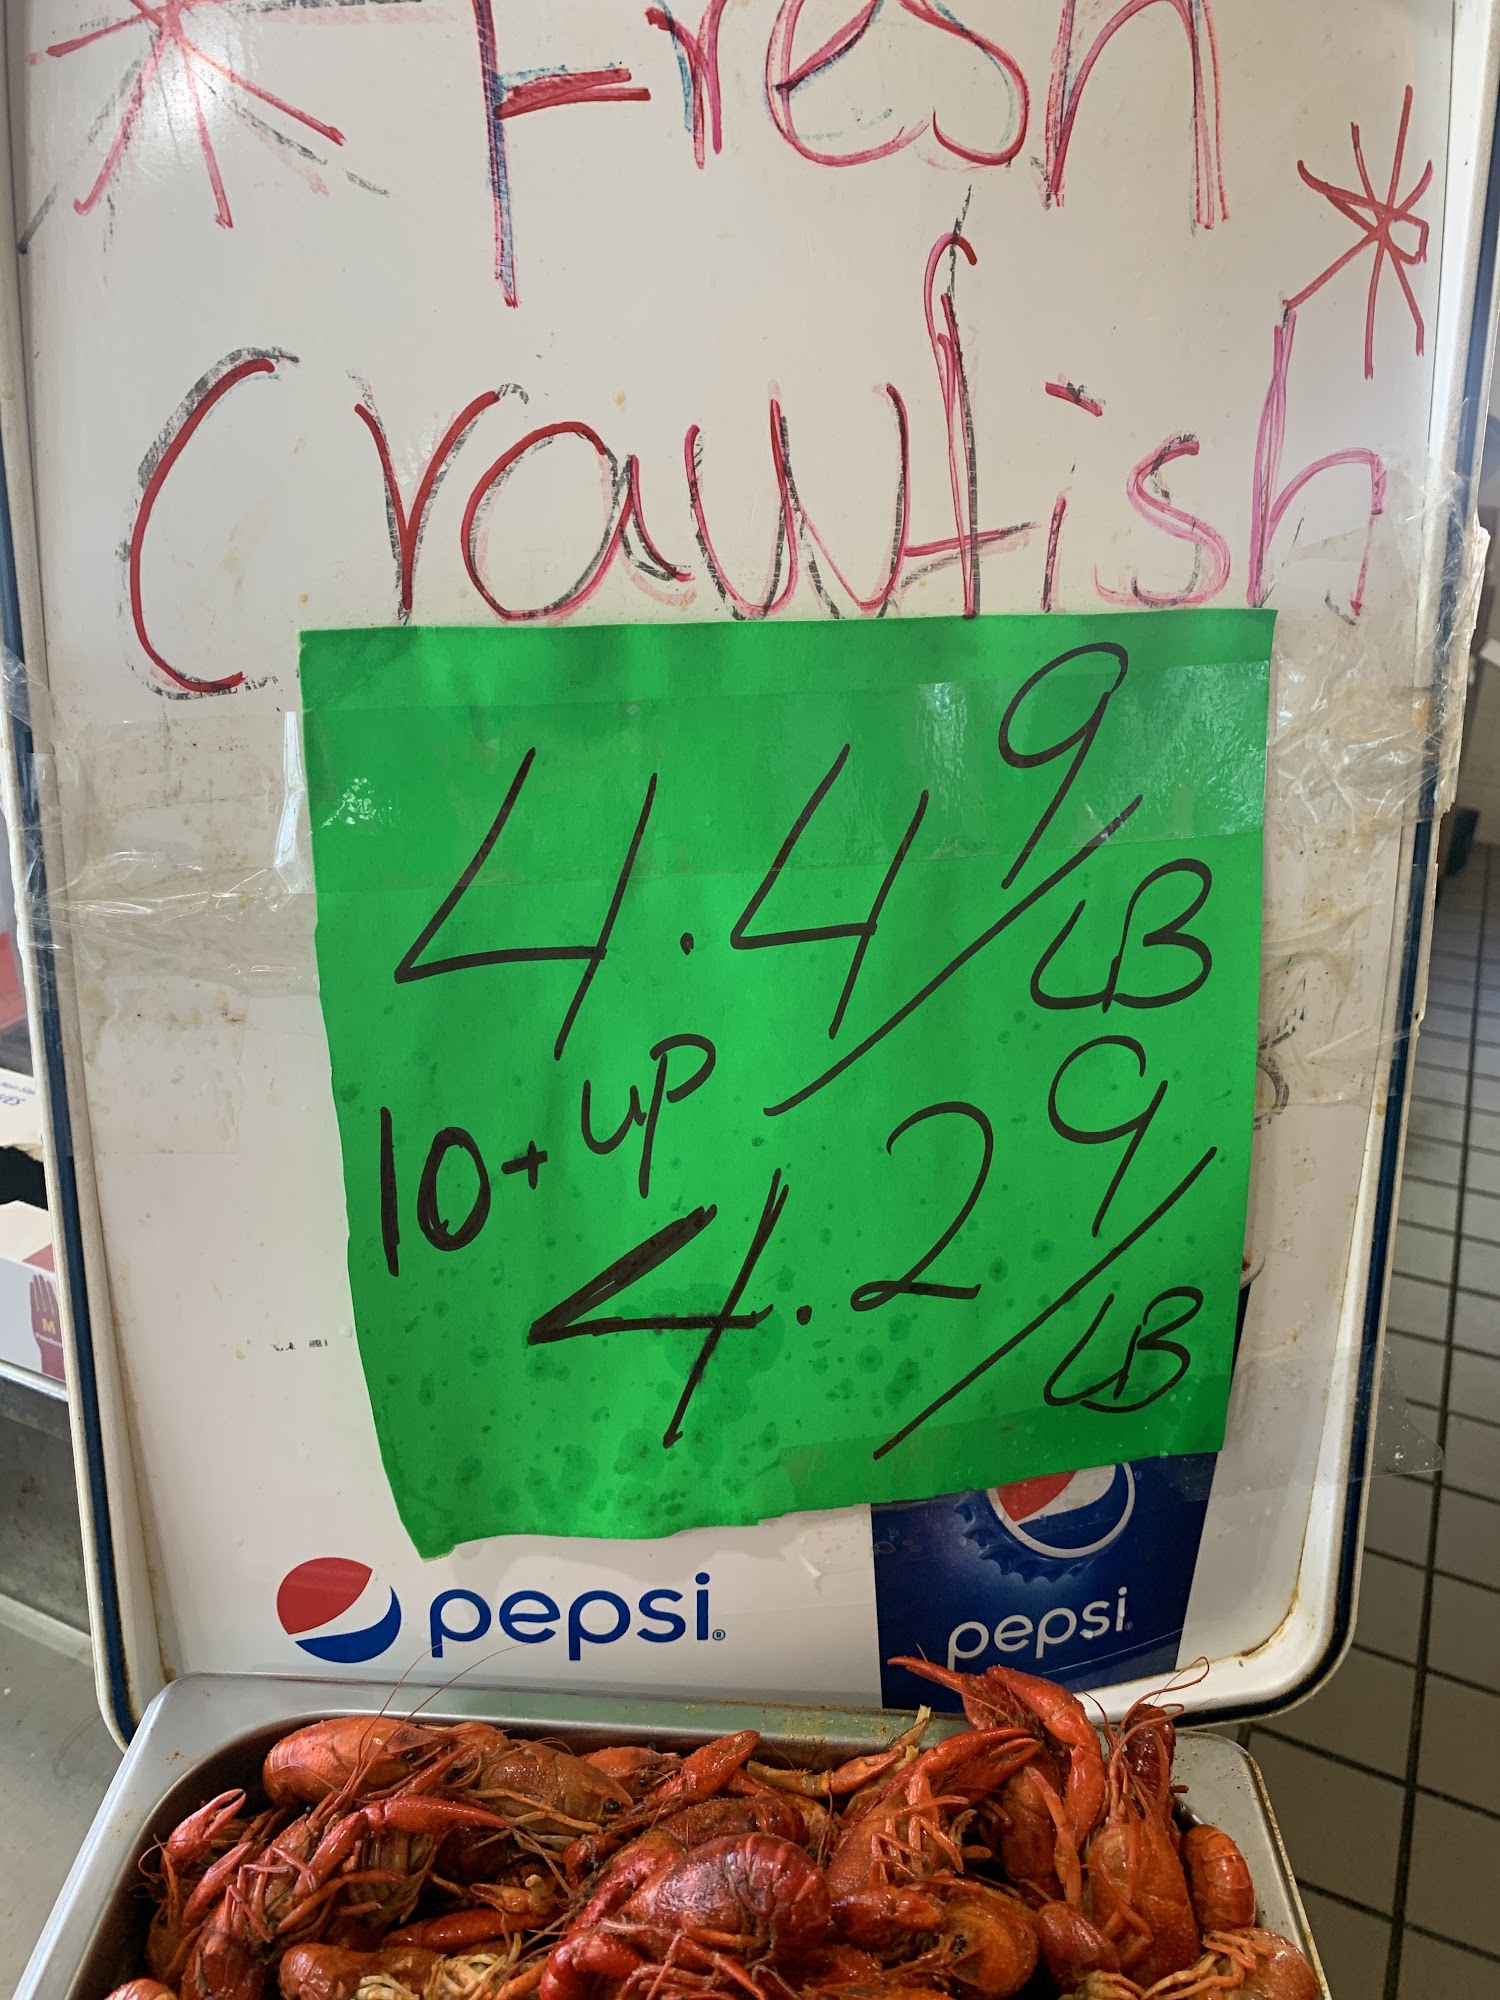 * Fresh
Crawfish *
4.49/LB
10+ up
4.29/LB
pepsi®
pepsi